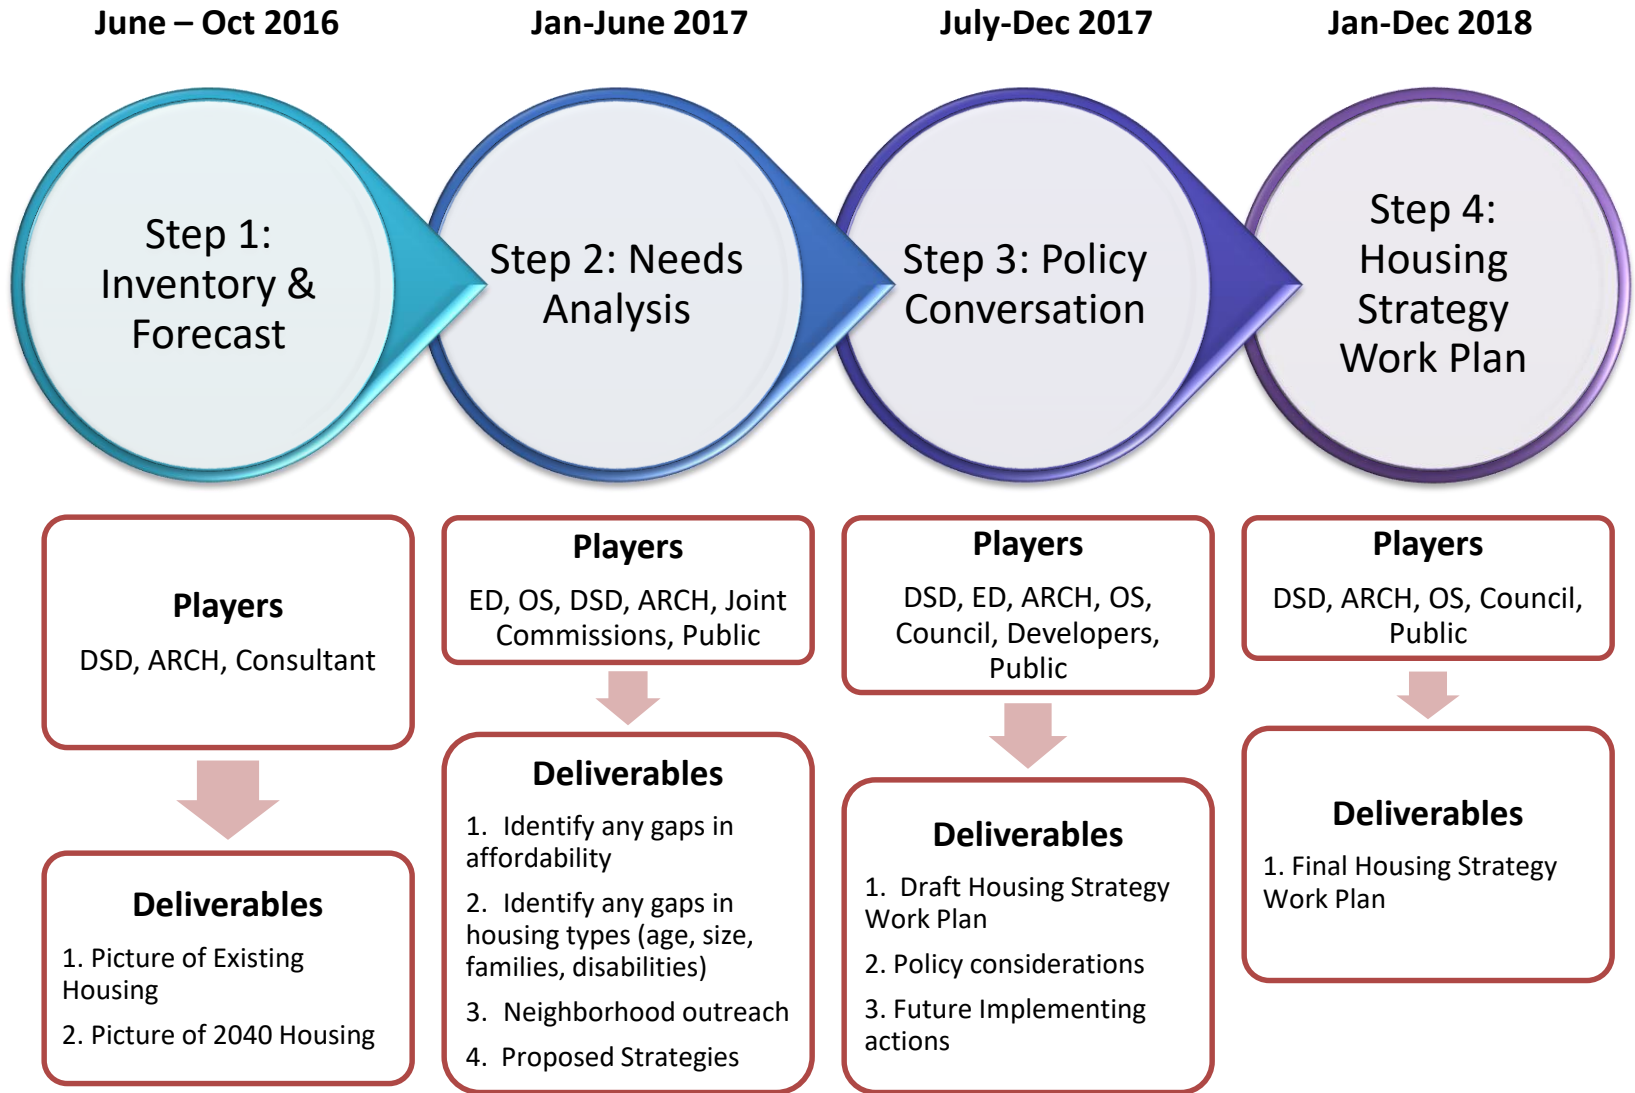 June – Oct 2016
Jan-June 2017
July-Dec 2017
Jan-Dec 2018
Step 1:
Inventory &
Forecast
Step 2: Needs
Analysis
Step 3: Policy
Conversation
Step 4:
Housing
Strategy
Work Plan
Players
DSD, ARCH, Consultant
Deliverables
1. Picture of Existing
Housing
2. Picture of 2040 Housing
Players
ED, OS, DSD, ARCH, Joint
Commissions, Public
Deliverables
1. Identify any gaps in
affordability
2. Identify any gaps in
housing types (age, size,
families, disabilities)
3. Neighborhood outreach
4. Proposed Strategies
Players
DSD, ED, ARCH, OS,
Council, Developers,
Public
Deliverables
1. Draft Housing Strategy
Work Plan
2. Policy considerations
3. Future Implementing
actions
Players
DSD, ARCH, OS, Council,
Public
Deliverables
1. Final Housing Strategy
Work Plan